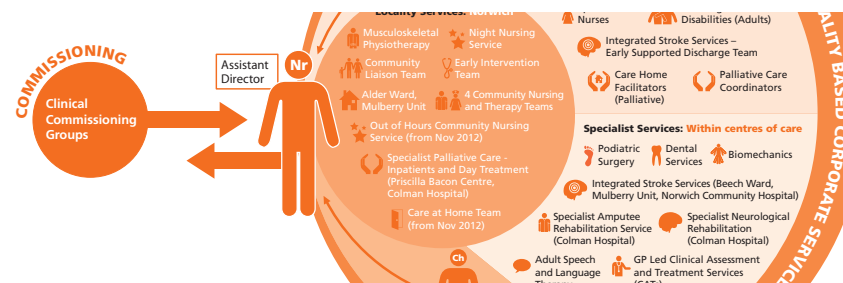 COMMISSIONING
Clinical
Commissioning
Groups
Assistant
Director
Nr
Locality Services: Norwich
Musculoskeletal
Physiotherapy
Night Nursing
Service
Community
Liaison Team
Early Intervention
Team
Alder Ward,
Mulberry Unit
4 Community Nursing
and Therapy Teams
Out of Hours Community Nursing
Service (from Nov 2012)
Specialist Palliative Care -
Inpatients and Day Treatment
(Priscilla Bacon Centre,
Colman Hospital)
Care at Home Team
(from Nov 2012)
Ch
Nurses
Disabilities (Adults)
Integrated Stroke Services –
Early Supported Discharge Team
Care Home
Facilitators
(Palliative)
Palliative Care
Coordinators
Specialist Services: Within centres of care
Podiatric
Surgery
Dental
Services
Biomechanics
Integrated Stroke Services (Beech Ward,
Mulberry Unit, Norwich Community Hospital)
Specialist Amputee
Rehabilitation Service
(Colman Hospital)
Specialist Neurological
Rehabilitation
(Colman Hospital)
Adult Speech
and Language
Therapy
GP Led Clinical Assessment
and Treatment Services
(CATs)
BASED CORPORATE